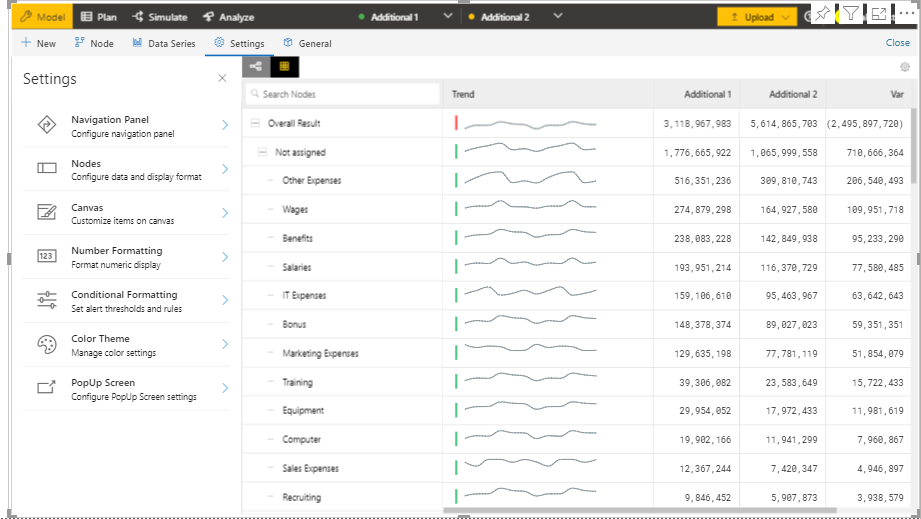 Model Plan Simulate Analyze Additional 1 Additional 2 Upload
New Node Data Series Settings General Close
Settings
Navigation Panel
Configure navigation panel
Nodes
Configure data and display format
Canvas
Customize items on canvas
123
Number Formatting
Format numeric display
Conditional Formatting
Set alert thresholds and rules
Color Theme
Manage color settings
PopUp Screen
Configure PopUp Screen settings
Search Nodes Trend Additional 1 Additional 2 Var
Overall Result 3,118,967,983 5,614,865,703 (2,495,897,720)
Not assigned 1,776,665,922 1,065,999,558 710,666,364
Other Expenses 516,351,236 309,810,743 206,540,493
Wages 274,879,298 164,927,580 109,951,718
Benefits 238,083,228 142,849,938 95,233,290
Salaries 193,951,214 116,370,729 77,580,485
IT Expenses 159,106,610 95,463,967 63,642,643
Bonus 148,378,374 89,027,023 59,351,351
Marketing Expenses 129,635,198 77,781,119 51,854,079
Training 39,306,082 23,583,649 15,722,433
Equipment 29,954,052 17,972,433 11,981,619
Computer 19,902,166 11,941,299 7,960,867
Sales Expenses 12,367,244 7,420,347 4,946,897
Recruiting 9,846,452 5,907,873 3,938,579